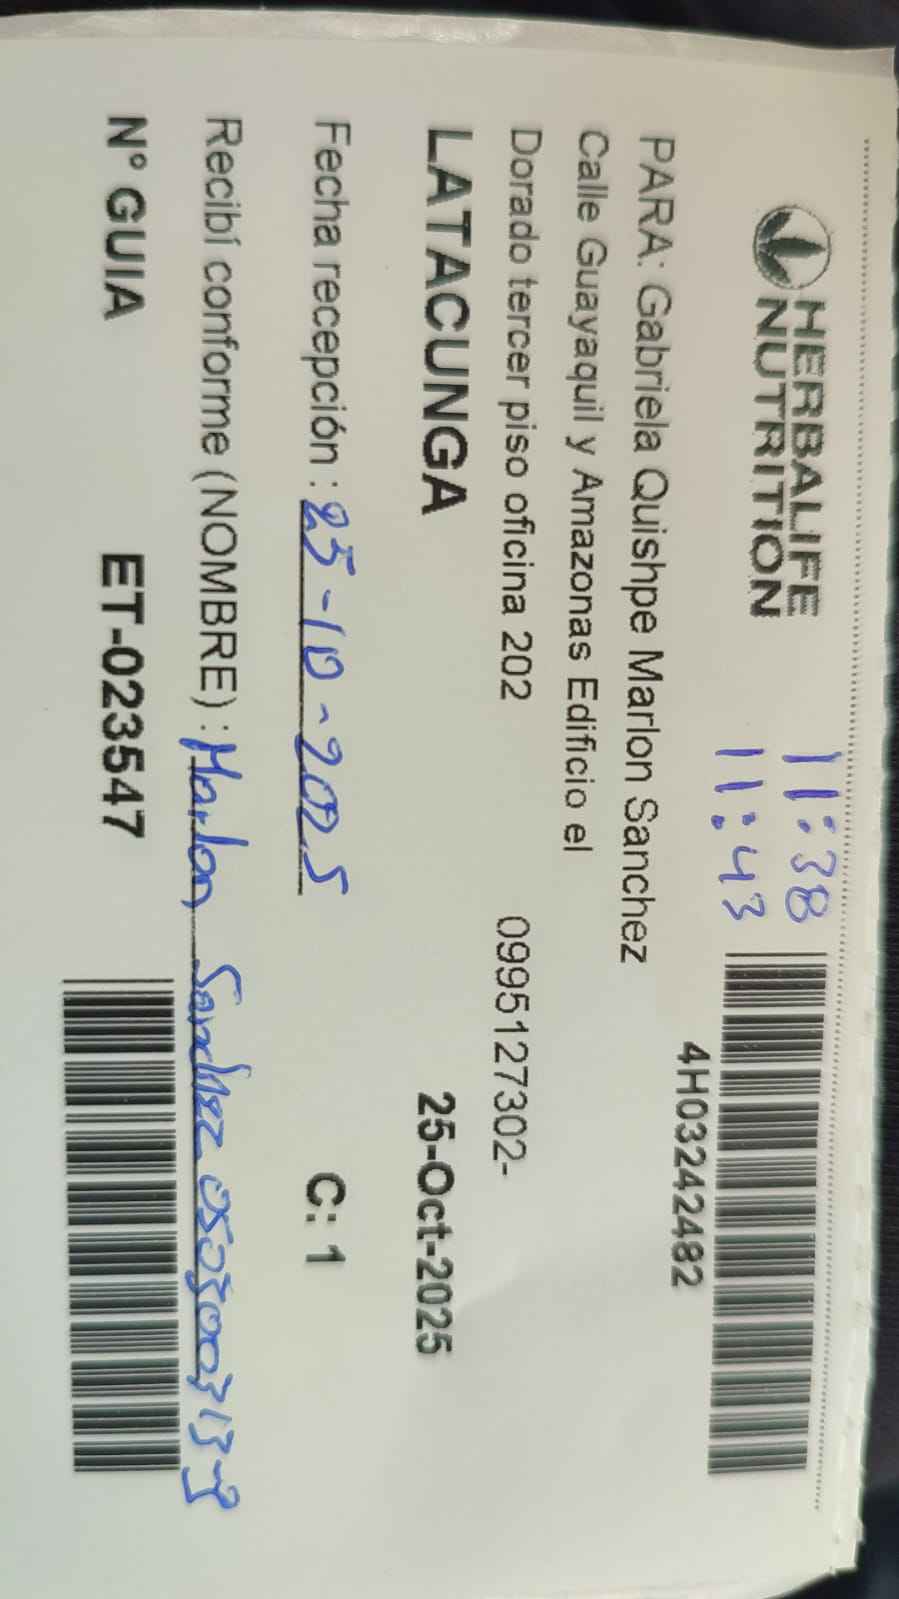 HERBALIFE
NUTRITION
11:38
11:43
4H03242482
PARA: Gabriela Quishpe Marlon Sanchez
Calle Guayaquil y Amazonas Edificio el
Dorado tercer piso oficina 202
0995127302-
LATACUNGA
25-Oct-2025
Fecha recepción : 25-10-2025
C: 1
Recibí conforme (NOMBRE) : Marlon Sanchez 050300313-9
N° GUIA
ET-023547